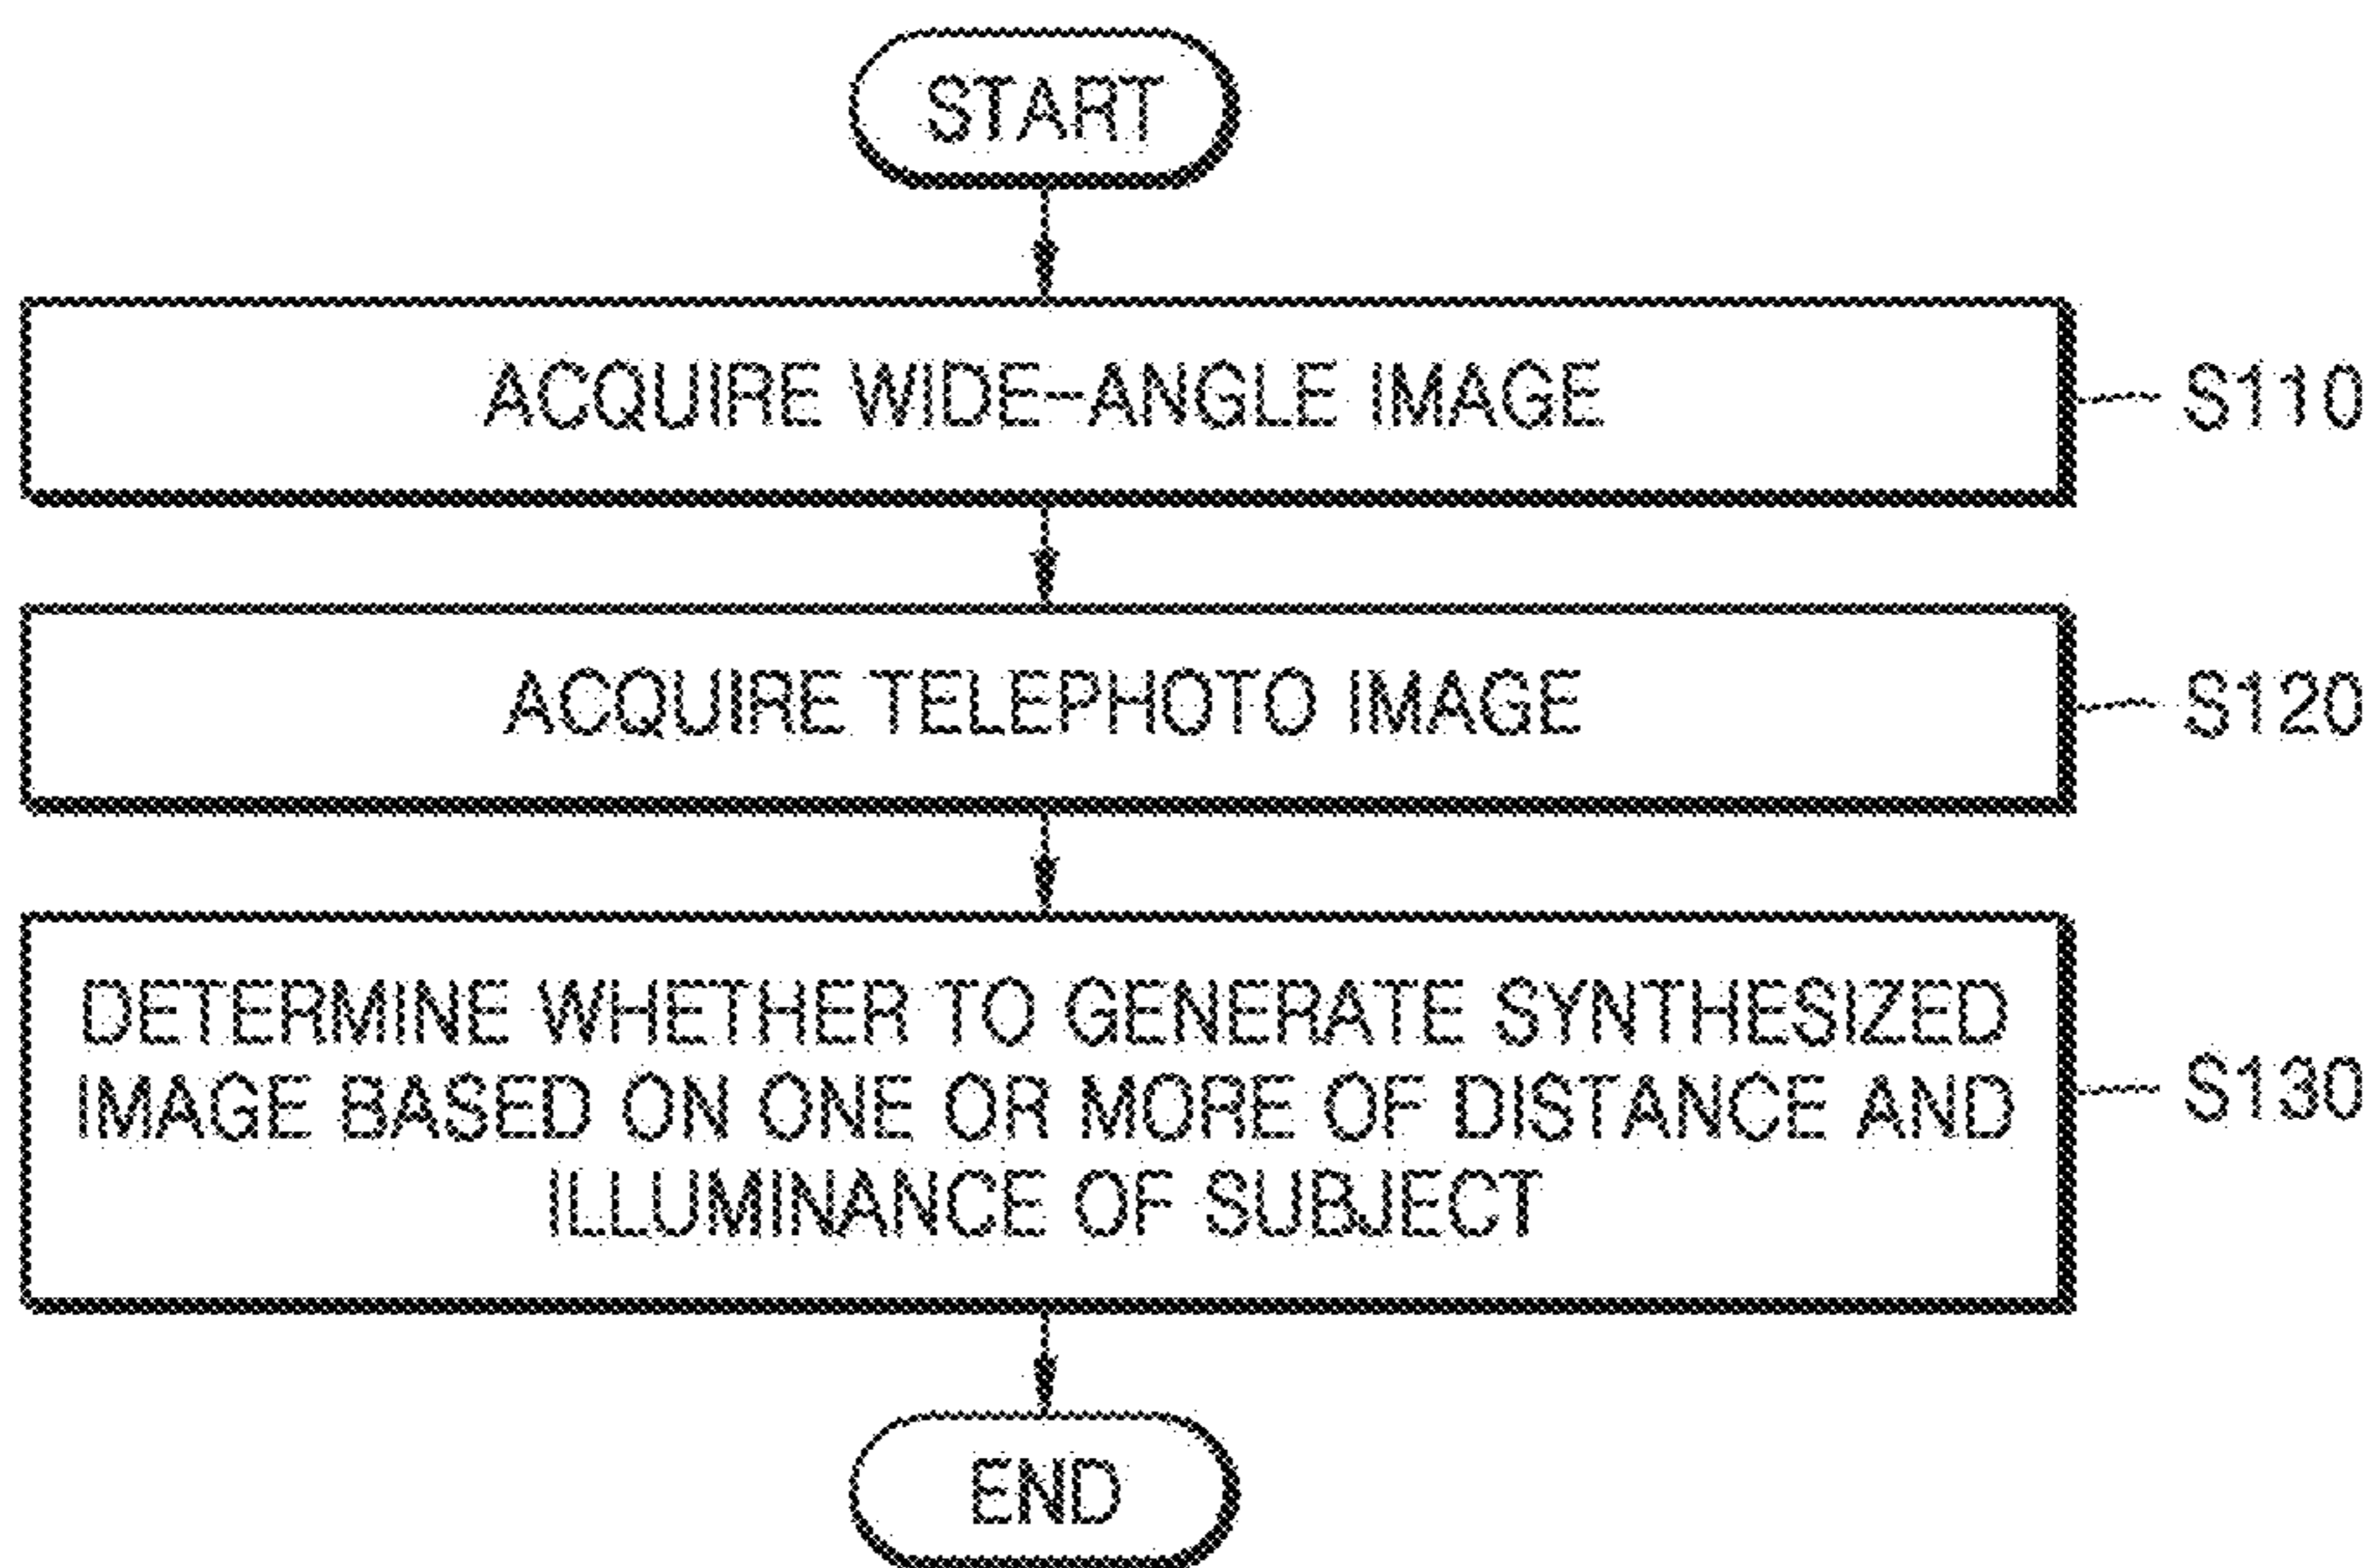 START
ACQUIRE WIDE-ANGLE IMAGE
S110
ACQUIRE TELEPHOTO IMAGE
S120
DETERMINE WHETHER TO GENERATE SYNTHESIZED
IMAGE BASED ON ONE OR MORE OF DISTANCE AND
ILLUMINANCE OF SUBJECT
S130
END